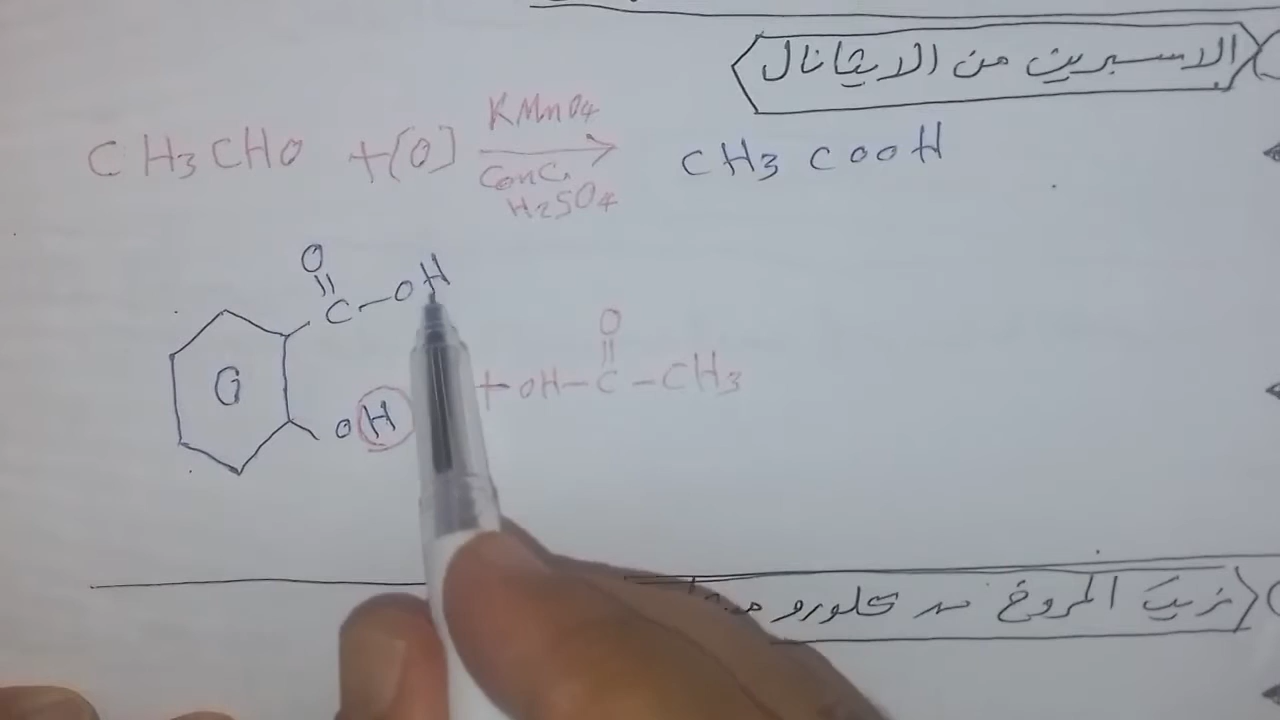 الاسبرين من الايثانال
CH3CHO +[O] KMnO4 CH3COOH
Conc.
H2SO4
O
C-OH
O
G
+ OH-C-CH3
OH
زيت المروخ من كلورو